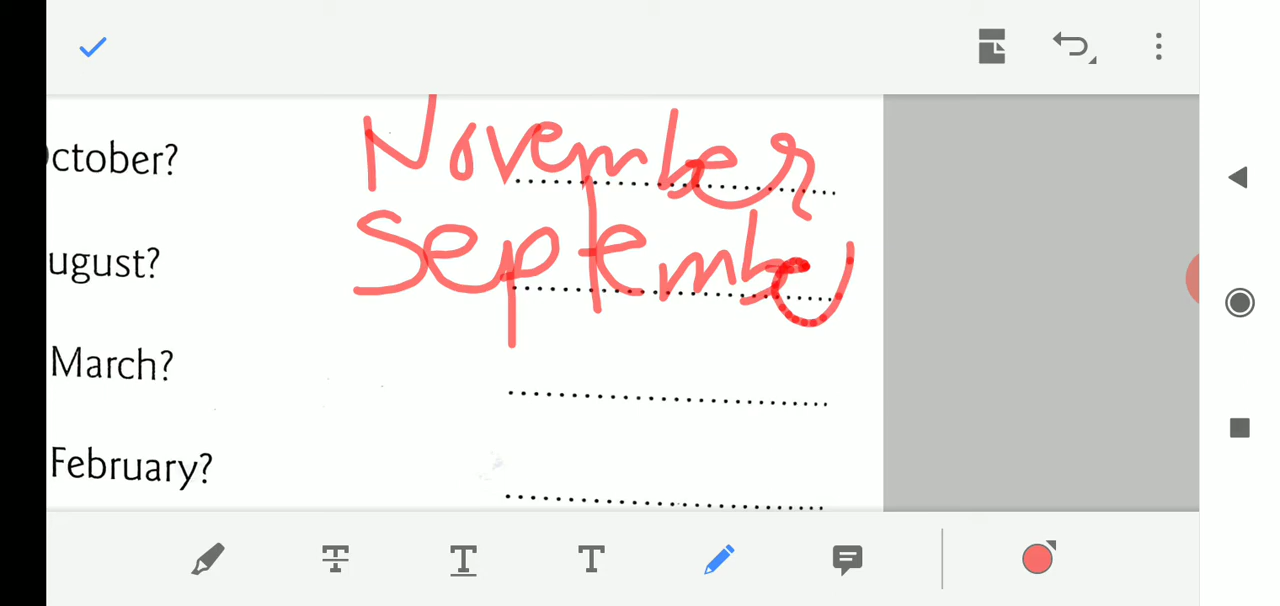 ctober? November
ugust? Septembe
March?
February?
T T T